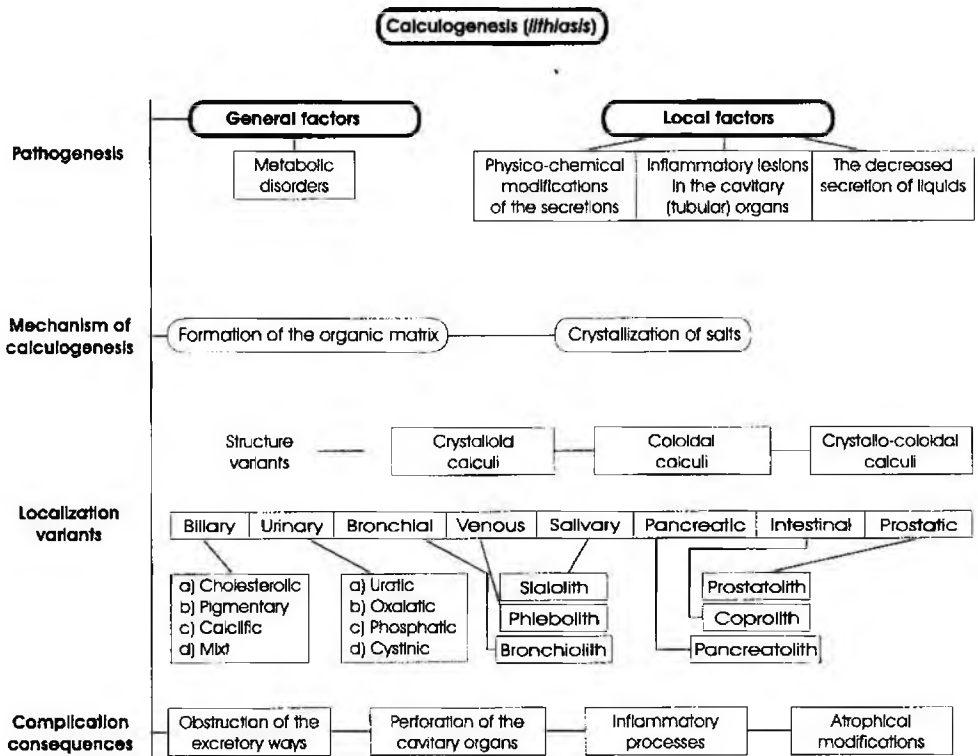 Calculogenesis (lithiasis)
General factors
Local factors
Pathogenesis
Metabolic
disorders
Physico-chemical
modifications
of the secretions
Inflammatory lesions
in the cavitary
(tubular) organs
The decreased
secretion of liquids
Mechanism of
calculogenesis
Formation of the organic matrix
Crystallization of salts
Structure
variants
Crystalloid
calculi
Coloidal
calculi
Crystallo-coloidal
calculi
Localization
variants
Biliary
Urinary
Bronchial
Venous
Salivary
Pancreatic
Intestinal
Prostatic
a) Cholesterolic
b) Pigmentary
c) Calcific
d) Mixt
a) Uratic
b) Oxalatic
c) Phosphatic
d) Cystinic
Sialolith
Phlebolith
Bronchiolith
Prostatolith
Coprolith
Pancreatolith
Complication
consequences
Obstruction of the
excretory ways
Perforation of the
cavitary organs
Inflammatory
processes
Atrophical
modifications